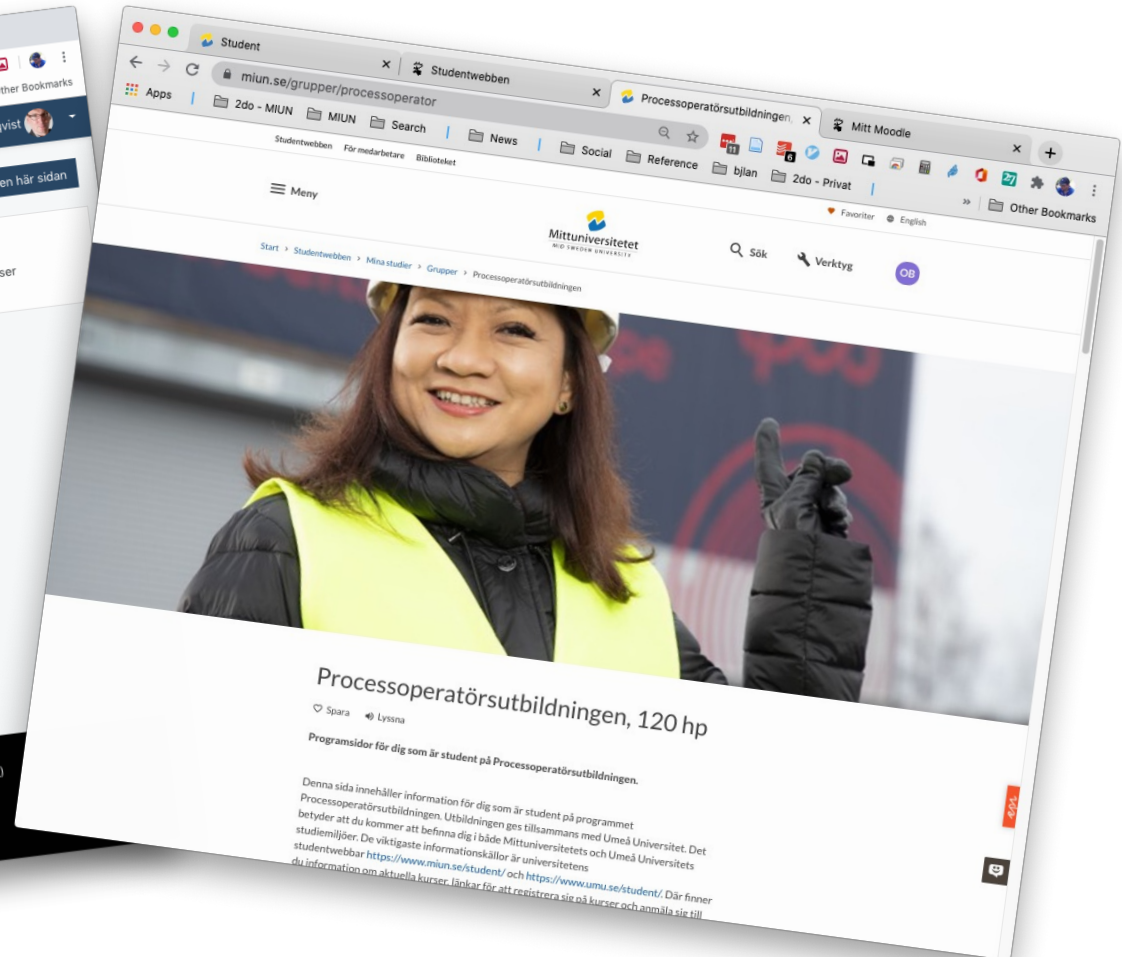 ther Bookmarks
vist
en här sidan
ser
)
Student
Studentwebben
Processoperatörsutbildningen,
Mitt Moodle
miun.se/grupper/processoperator
11
6
27
Apps
2do - MIUN
MIUN
Search
News
Social
Reference
bjlan
2do - Privat
Other Bookmarks
Studentwebben För medarbetare Biblioteket
Favoriter English
Meny
Mittuniversitetet
MID SWEDEN UNIVERSITY
Sök
Verktyg
OB
Start › Studentwebben › Mina studier › Grupper › Processoperatörsutbildningen
Processoperatörsutbildningen, 120 hp
Spara Lyssna
Programsidor för dig som är student på Processoperatörsutbildningen.
Denna sida innehåller information för dig som är student på programmet
Processoperatörsutbildningen. Utbildningen ges tillsammans med Umeå Universitet. Det
betyder att du kommer att befinna dig i både Mittuniversitetets och Umeå Universitets
studiemiljöer. De viktigaste informationskällor är universitetens
studentwebbar https://www.miun.se/student/ och https://www.umu.se/student/. Där finner
du information om aktuella kurser, länkar för att registrera sig på kurser och anmäla sig till